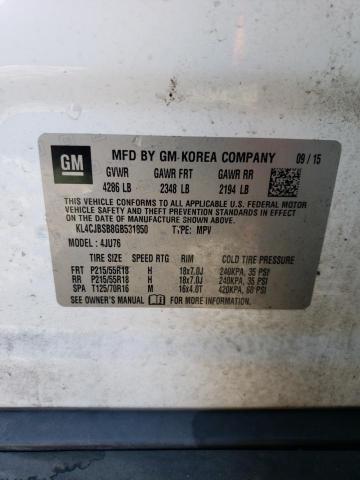 GM MFD BY GM KOREA COMPANY 09/15
GVWR GAWR FRT GAWR RR
4286 LB 2348 LB 2194 LB
THIS VEHICLE CONFORMS TO ALL APPLICABLE U.S. FEDERAL MOTOR
VEHICLE SAFETY AND THEFT PREVENTION STANDARDS IN EFFECT ON
THE DATE OF MANUFACTURE SHOWN ABOVE.
KL4CJBSB8GB531850 TYPE: MPV
MODEL : 4JU76
TIRE SIZE SPEED RTG RIM COLD TIRE PRESSURE
FRT P215/55R18 H 18x7.0J 240KPA, 35 PSI
RR P215/55R18 H 18x7.0J 240KPA, 35 PSI
SPA T125/70R16 M 16x4.0T 420KPA, 60 PSI
SEE OWNER'S MANUAL FOR ADDITIONAL INFORMATION